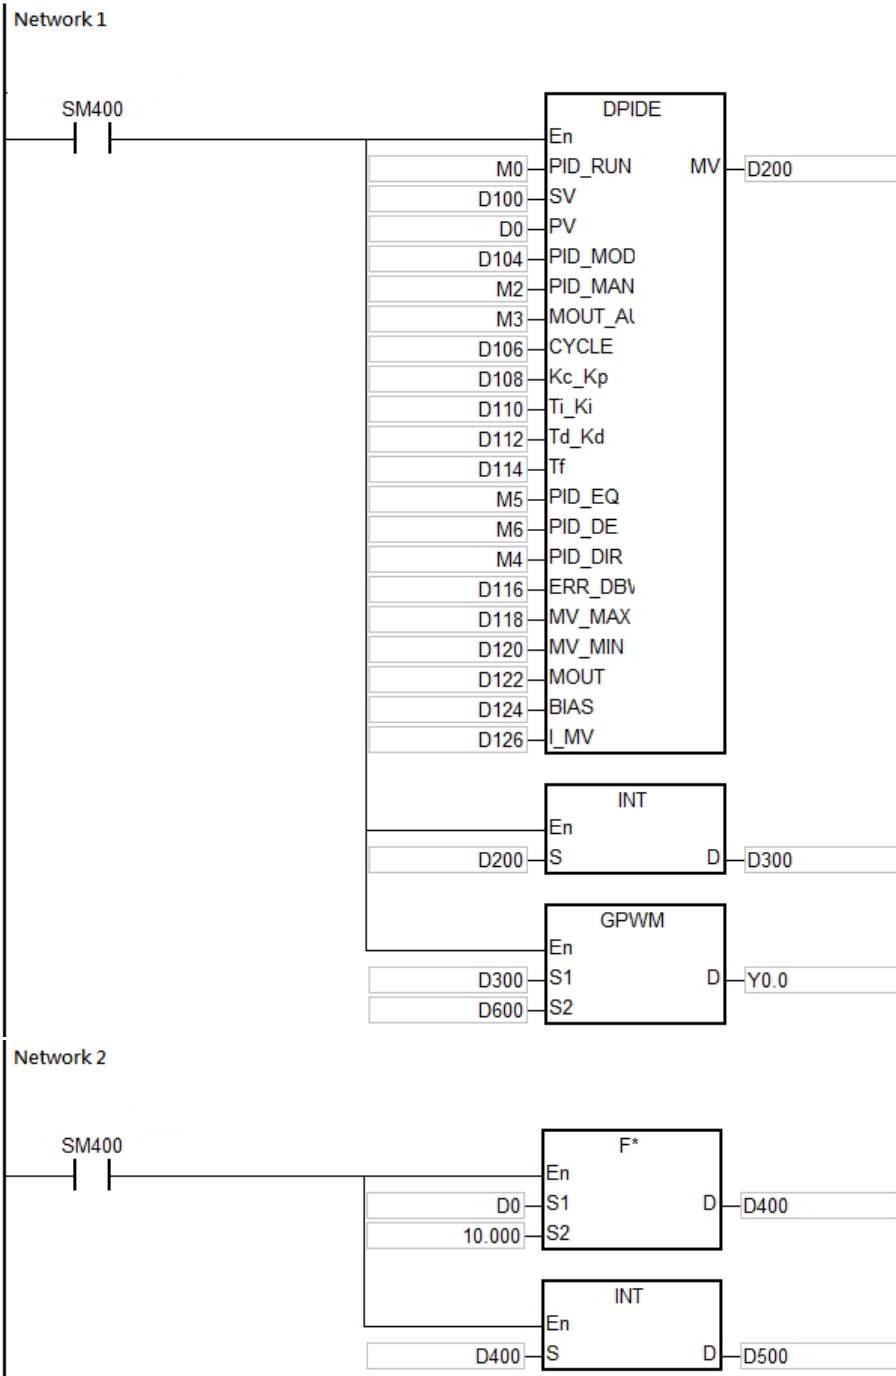 Network 1
SM400
DPIDE
En
M0 PID_RUN MV D200
D100 SV
D0 PV
D104 PID_MOD
M2 PID_MAN
M3 MOUT_AU
D106 CYCLE
D108 Kc_Kp
D110 Ti_Ki
D112 Td_Kd
D114 Tf
M5 PID_EQ
M6 PID_DE
M4 PID_DIR
D116 ERR_DBW
D118 MV_MAX
D120 MV_MIN
D122 MOUT
D124 BIAS
D126 I_MV
INT
En
D200 S D D300
GPWM
En
D300 S1 D Y0.0
D600 S2
Network 2
SM400
F*
En
D0 S1 D D400
10.000 S2
INT
En
D400 S D D500